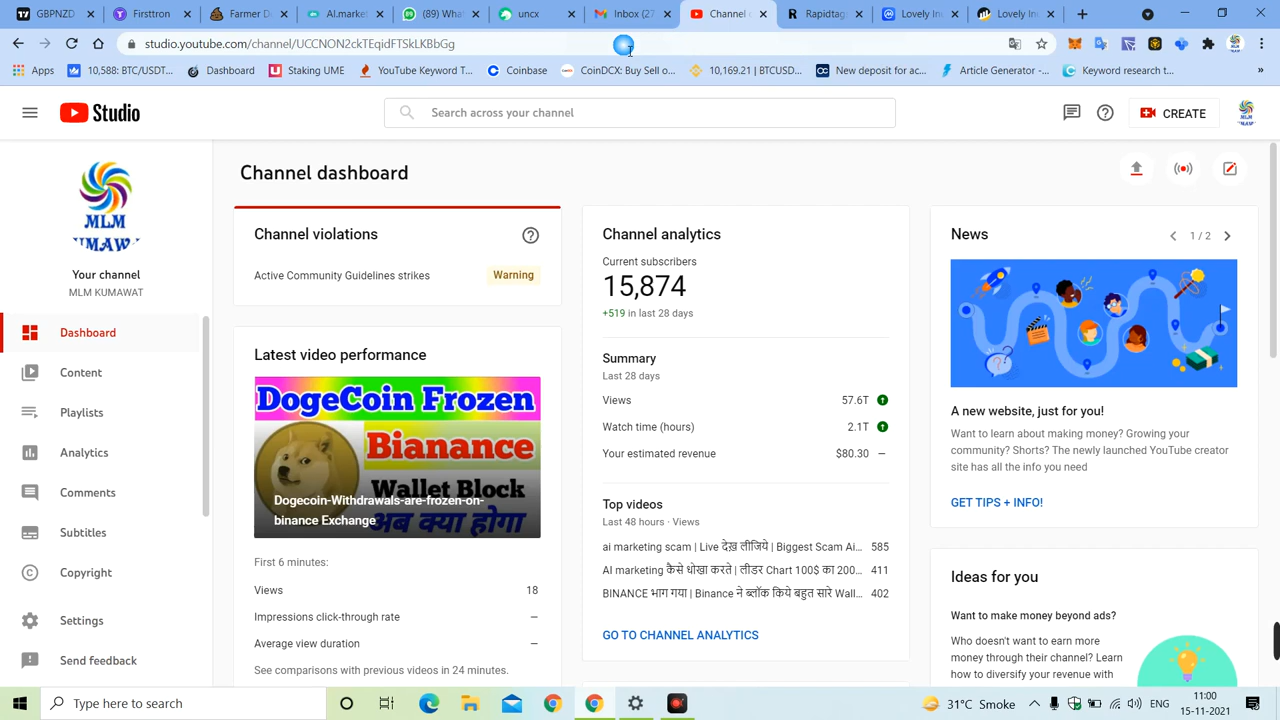 GBPJPY = 20
Family Farmer
(4) WhatsApp
(89) WhatsApp
Binance
Inbox (2
Channel c
Rapidtag
Lovely In
studio.youtube.com/channel/UCCNON2ckTEqidFTSkLKBbGg
Apps
10,588: BTC/USDT...
Dashboard
Staking UME
YouTube Keyword T...
Coinbase
CoinDCX: Buy Sell o...
10,169.21 | BTCUSD...
New deposit for ac...
Article Generator -...
Keyword research t...
Studio
Search across your channel
CREATE
Channel dashboard
MLM
Your channel
MLM KUMAWAT
Dashboard
Content
Playlists
Analytics
Comments
Subtitles
Copyright
Settings
Send feedback
Channel violations
Active Community Guidelines strikes
Warning
Latest video performance
DogeCoin Frozen
Bianance
Wallet Block
अब क्या होगा
Dogecoin-Withdrawals-are-frozen-on-
binance Exchange
First 6 minutes:
Views 18
Impressions click-through rate –
Average view duration –
See comparisons with previous videos in 24 minutes.
Channel analytics
Current subscribers
15,874
+519 in last 28 days
Summary
Last 28 days
Views 57.6T
Watch time (hours) 2.1T
Your estimated revenue $80.30 –
Top videos
Last 48 hours · Views
ai marketing scam | Live देख़ लीजिये | Biggest Scam Ai... 585
AI marketing कैसे धोखा करते | लीडर Chart 100$ का 200... 411
BINANCE भाग गया | Binance ने ब्लॉक किये बहुत सारे Wall... 402
GO TO CHANNEL ANALYTICS
News
1 / 2
A new website, just for you!
Want to learn about making money? Growing your
community? Shorts? The newly launched YouTube creator
site has all the info you need
GET TIPS + INFO!
Ideas for you
Want to make money beyond ads?
Who doesn't want to earn more
money through their channel? Learn
how to diversify your revenue with
Type here to search
31°C Smoke
ENG
11:00
15-11-2021